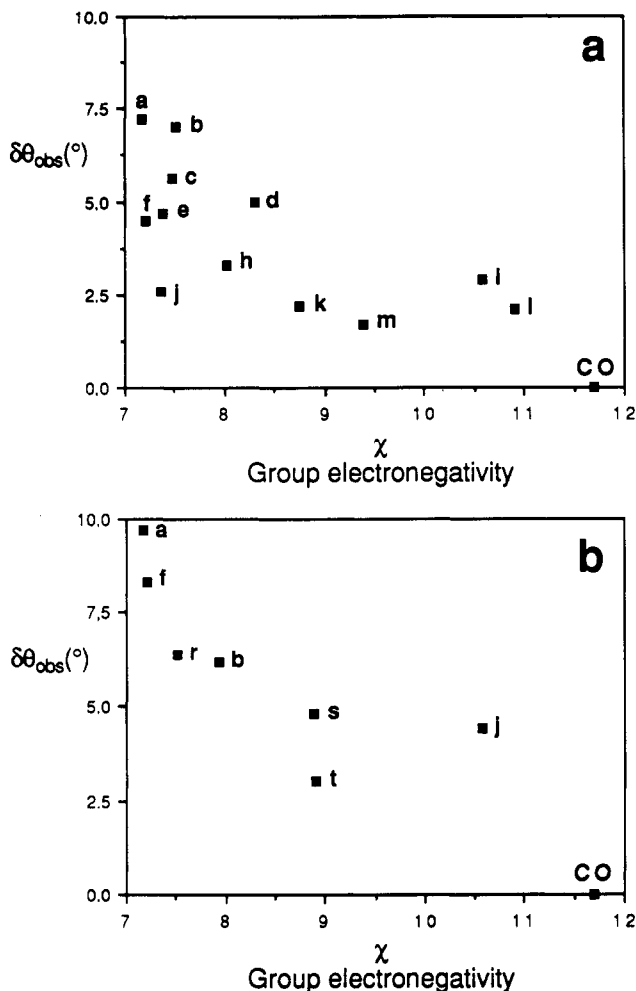 10.0
a
a
7.5
b
δθobs(°)
c
5.0
f
e
d
h
2.5
j
k
m
i
l
CO
0.0
7 8 9 10 11 12
χ
Group electronegativity
10.0
a
b
f
7.5
r
b
δθobs(°)
5.0
s
j
t
2.5
CO
0.0
7 8 9 10 11 12
χ
Group electronegativity